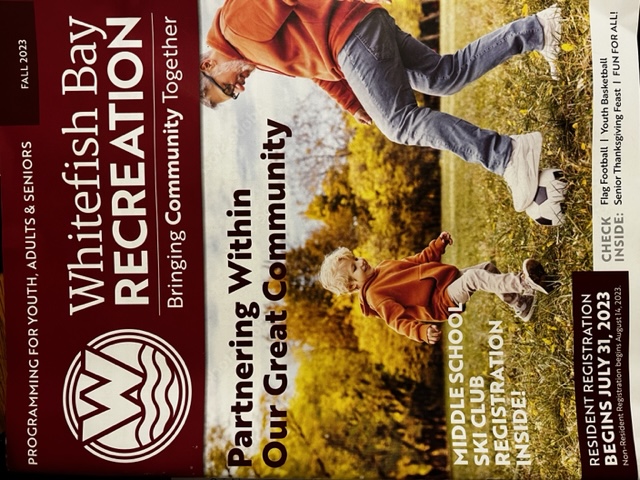 PROGRAMMING FOR YOUTH, ADULTS & SENIORS
FALL 2023
W
Whitefish Bay
RECREATION
Bringing Community Together
Partnering Within
Our Great Community
MIDDLE SCHOOL
SKI CLUB
REGISTRATION
INSIDE!
RESIDENT REGISTRATION
BEGINS JULY 31, 2023
Non-Resident Registration begins August 14, 2023.
CHECK
INSIDE:
Flag Football | Youth Basketball
Senior Thanksgiving Feast | FUN FOR ALL!